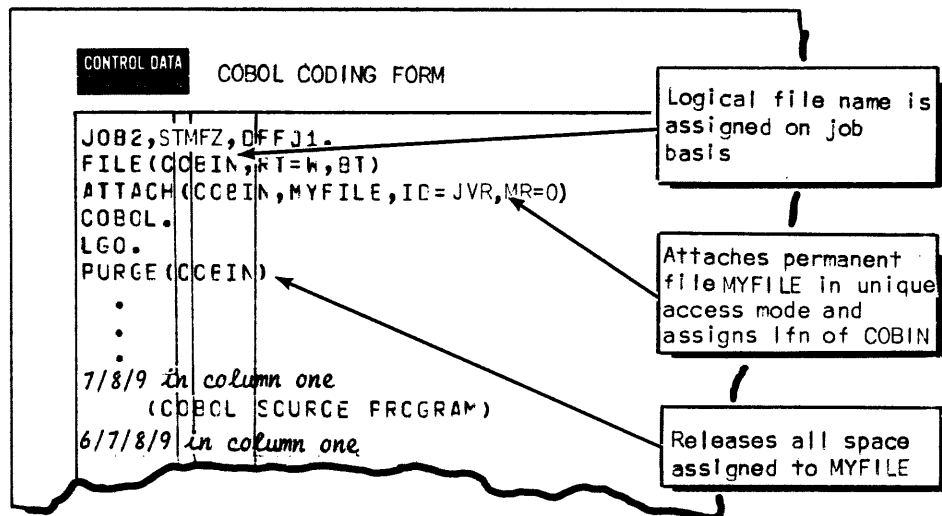 CONTROL DATA
COBOL CODING FORM
JOB2,STMFZ,DFFJ1.
FILE(COBIN,RT=W,BT)
ATTACH(COBIN,MYFILE,ID=JVR,MR=0)
COBOL.
LGO.
PURGE(COBIN)
.
.
.
7/8/9 in column one
(COBOL SOURCE PROGRAM)
6/7/8/9 in column one
Logical file name is
assigned on job
basis
Attaches permanent
file MYFILE in unique
access mode and
assigns lfn of COBIN
Releases all space
assigned to MYFILE